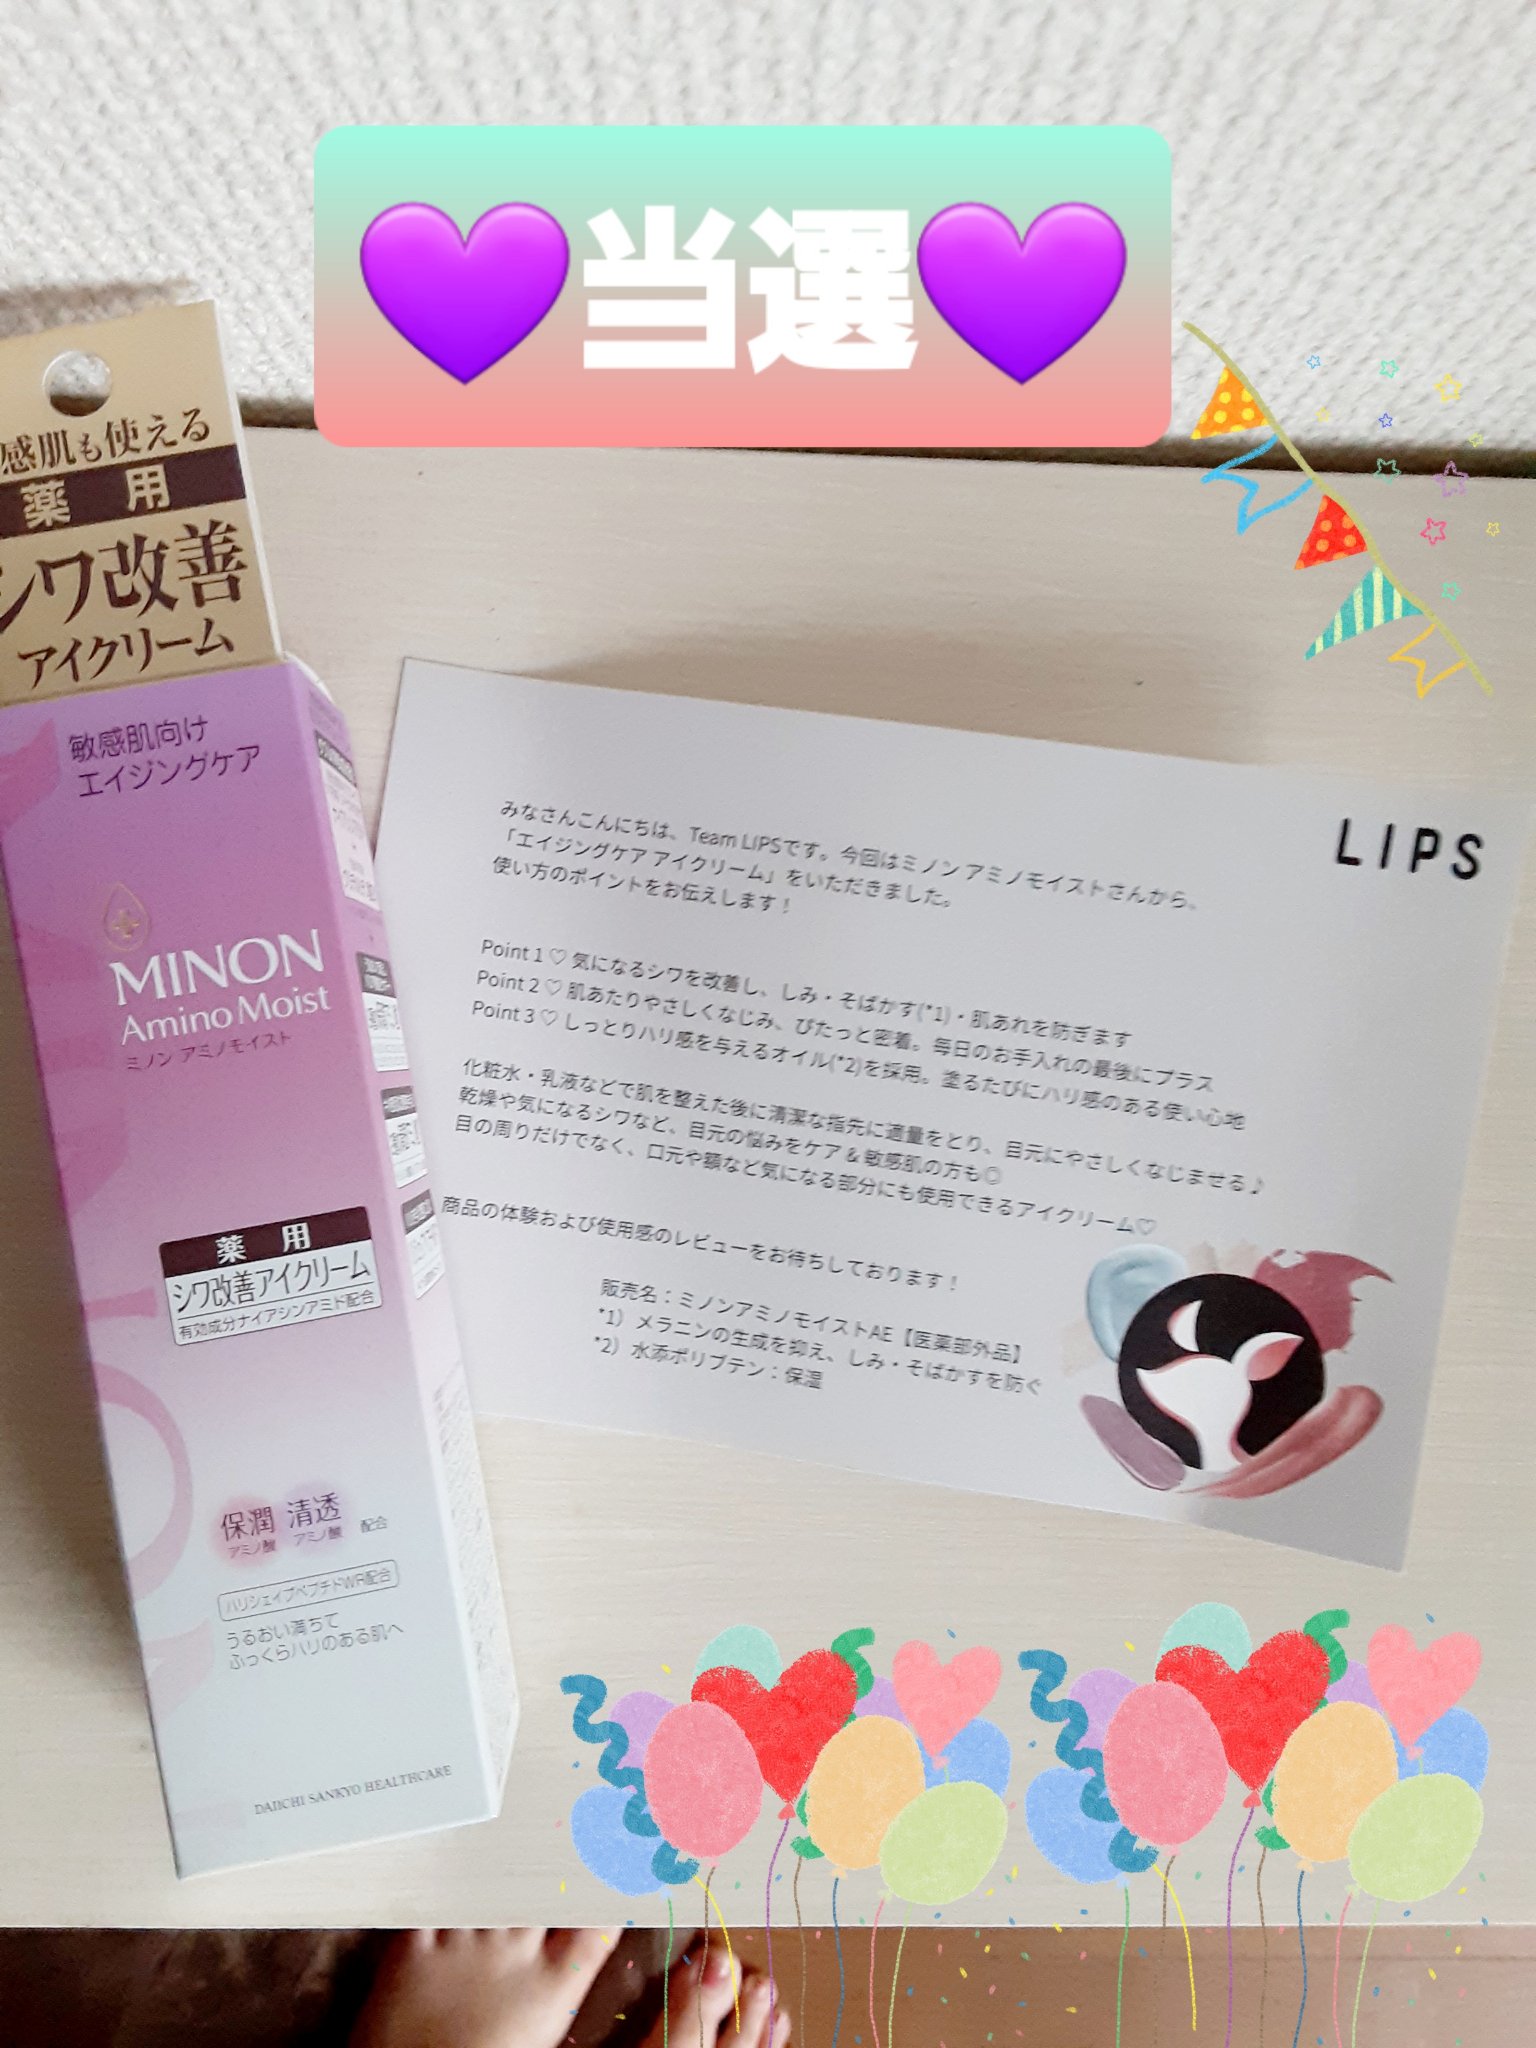 💜当選💜
感肌も使える
薬用
シワ改善
アイクリーム
敏感肌向け
エイジングケア
MINON
Amino Moist
ミノン アミノモイスト
薬用
シワ改善アイクリーム
有効成分ナイアシンアミド配合
保潤 清透
アミノ酸 アミノ酸 配合
ハリシェイプペプチドWR配合
うるおい満ちて
ふっくらハリのある肌へ
DAIICHI SANKYO HEALTHCARE
LIPS
みなさんこんにちは、Team LIPSです。今回はミノン アミノモイストさんから、
「エイジングケア アイクリーム」をいただきました。
使い方のポイントをお伝えします！
Point 1 ♡ 気になるシワを改善し、しみ・そばかす(*1)・肌あれを防ぎます
Point 2 ♡ 肌あたりやさしくなじみ、ぴたっと密着。毎日のお手入れの最後にプラス
Point 3 ♡ しっとりハリ感を与えるオイル(*2)を採用。塗るたびにハリ感のある使い心地
化粧水・乳液などで肌を整えた後に清潔な指先に適量をとり、目元にやさしくなじませる♪
乾燥や気になるシワなど、目元の悩みをケア＆敏感肌の方も◎
目の周りだけでなく、口元や額など気になる部分にも使用できるアイクリーム♡
商品の体験および使用感のレビューをお待ちしております！
販売名：ミノンアミノモイストAE【医薬部外品】
*1）メラニンの生成を抑え、しみ・そばかすを防ぐ
*2）水添ポリブテン：保湿